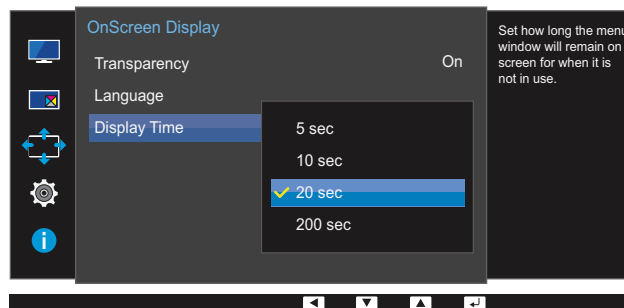 OnScreen Display
Transparency On
Language
Display Time
5 sec
10 sec
20 sec
200 sec
Set how long the menu
window will remain on
screen for when it is
not in use.